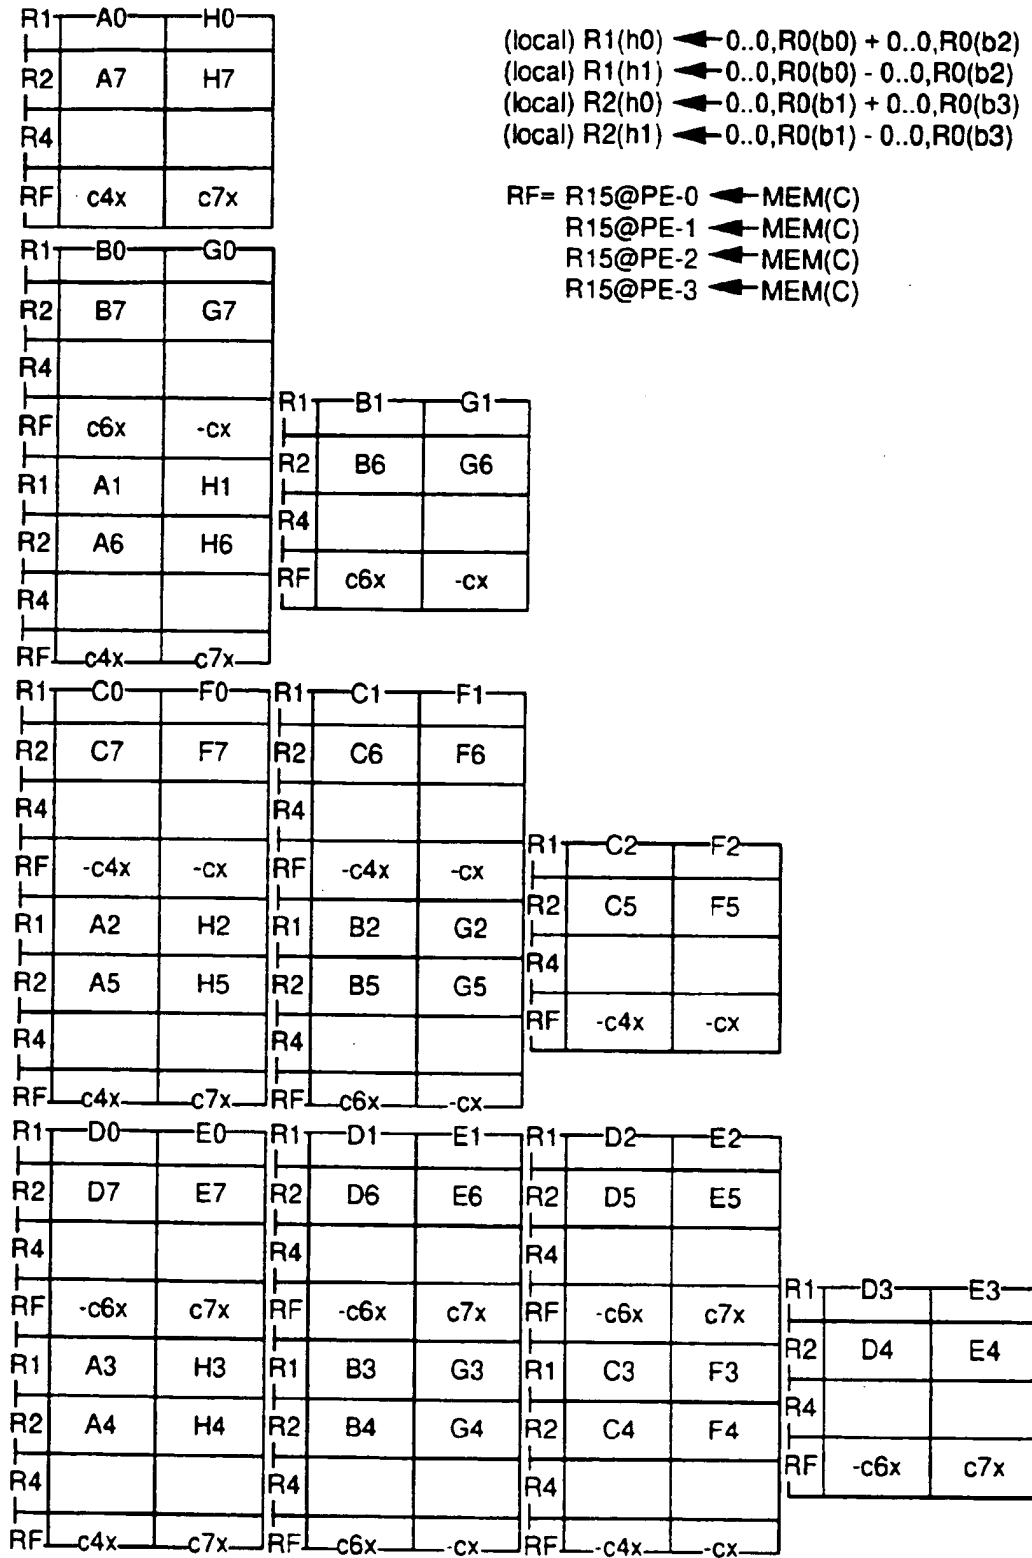 R1 A0 H0
R2 A7 H7
R4
RF c4x c7x
(local) R1(h0) ← 0..0,R0(b0) + 0..0,R0(b2)
(local) R1(h1) ← 0..0,R0(b0) - 0..0,R0(b2)
(local) R2(h0) ← 0..0,R0(b1) + 0..0,R0(b3)
(local) R2(h1) ← 0..0,R0(b1) - 0..0,R0(b3)
RF= R15@PE-0 ← MEM(C)
R15@PE-1 ← MEM(C)
R15@PE-2 ← MEM(C)
R15@PE-3 ← MEM(C)
R1 B0 G0
R2 B7 G7
R4
RF c6x -cx
R1 A1 H1
R2 A6 H6
R4
RF c4x c7x
R1 B1 G1
R2 B6 G6
R4
RF c6x -cx
R1 C0 F0
R2 C7 F7
R4
RF -c4x -cx
R1 A2 H2
R2 A5 H5
R4
RF c4x c7x
R1 C1 F1
R2 C6 F6
R4
RF -c4x -cx
R1 B2 G2
R2 B5 G5
R4
RF c6x -cx
R1 C2 F2
R2 C5 F5
R4
RF -c4x -cx
R1 D0 E0
R2 D7 E7
R4
RF -c6x c7x
R1 A3 H3
R2 A4 H4
R4
RF c4x c7x
R1 D1 E1
R2 D6 E6
R4
RF -c6x c7x
R1 B3 G3
R2 B4 G4
R4
RF c6x -cx
R1 D2 E2
R2 D5 E5
R4
RF -c6x c7x
R1 C3 F3
R2 C4 F4
R4
RF -c4x -cx
R1 D3 E3
R2 D4 E4
R4
RF -c6x c7x